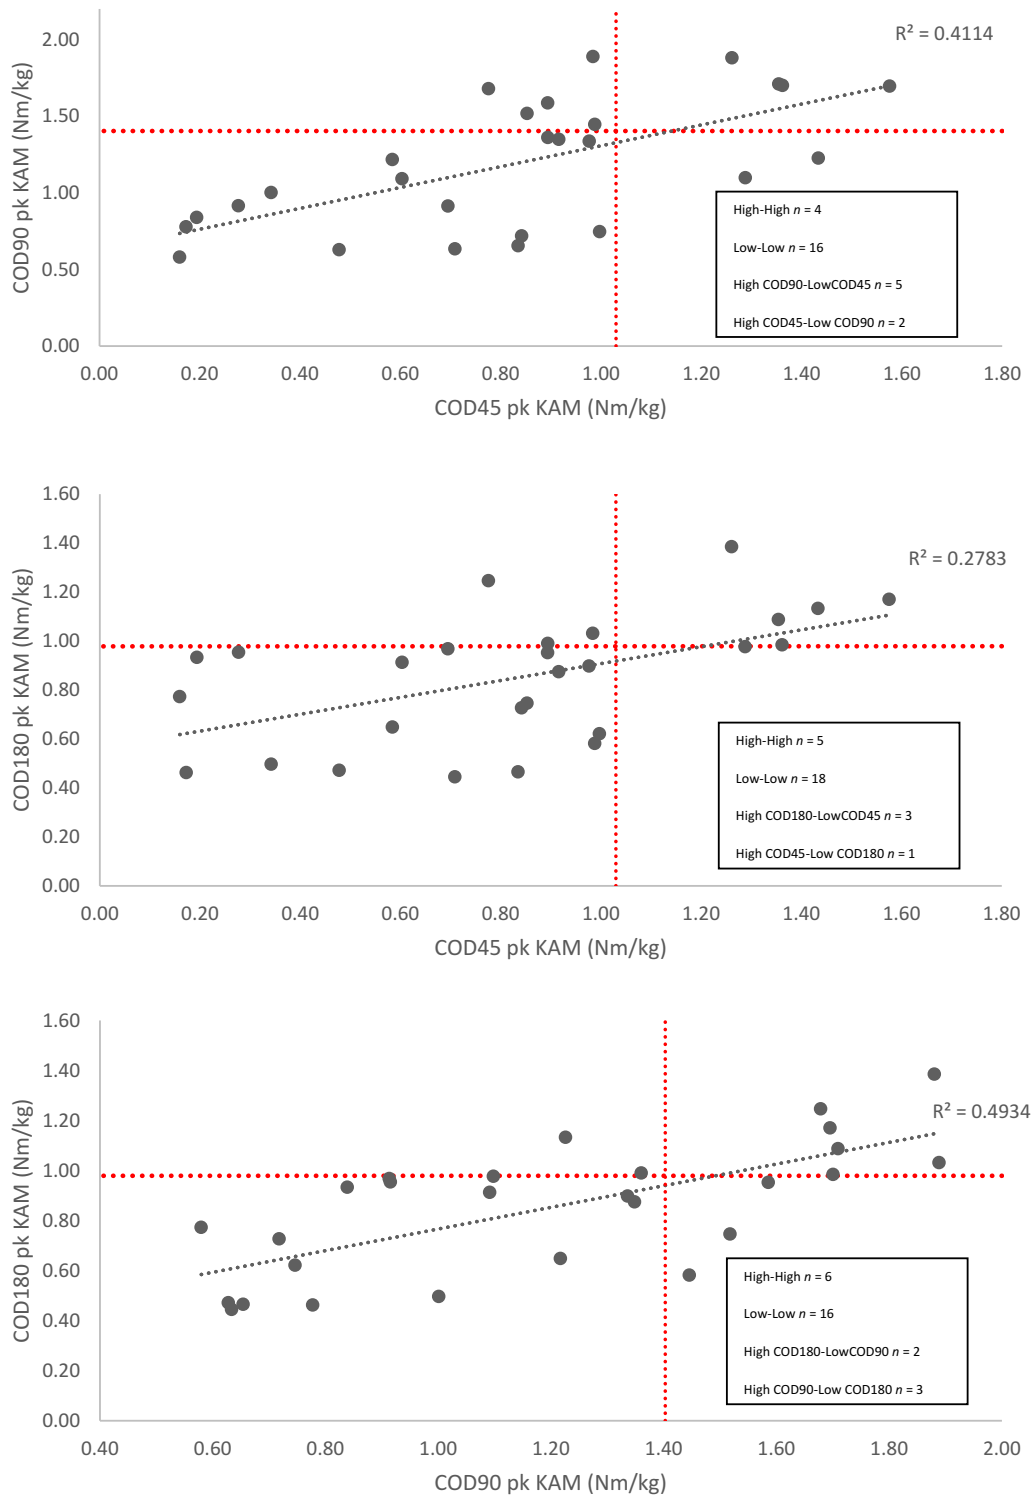 R² = 0.4114
COD90 pk KAM (Nm/kg)
2.00
1.50
1.00
0.50
0.00
High-High n = 4
Low-Low n = 16
High COD90-LowCOD45 n = 5
High COD45-Low COD90 n = 2
0.00 0.20 0.40 0.60 0.80 1.00 1.20 1.40 1.60 1.80
COD45 pk KAM (Nm/kg)
R² = 0.2783
COD180 pk KAM (Nm/kg)
1.60
1.40
1.20
1.00
0.80
0.60
0.40
0.20
0.00
High-High n = 5
Low-Low n = 18
High COD180-LowCOD45 n = 3
High COD45-Low COD180 n = 1
0.00 0.20 0.40 0.60 0.80 1.00 1.20 1.40 1.60 1.80
COD45 pk KAM (Nm/kg)
R² = 0.4934
COD180 pk KAM (Nm/kg)
1.60
1.40
1.20
1.00
0.80
0.60
0.40
0.20
0.00
High-High n = 6
Low-Low n = 16
High COD180-LowCOD90 n = 2
High COD90-Low COD180 n = 3
0.40 0.60 0.80 1.00 1.20 1.40 1.60 1.80 2.00
COD90 pk KAM (Nm/kg)